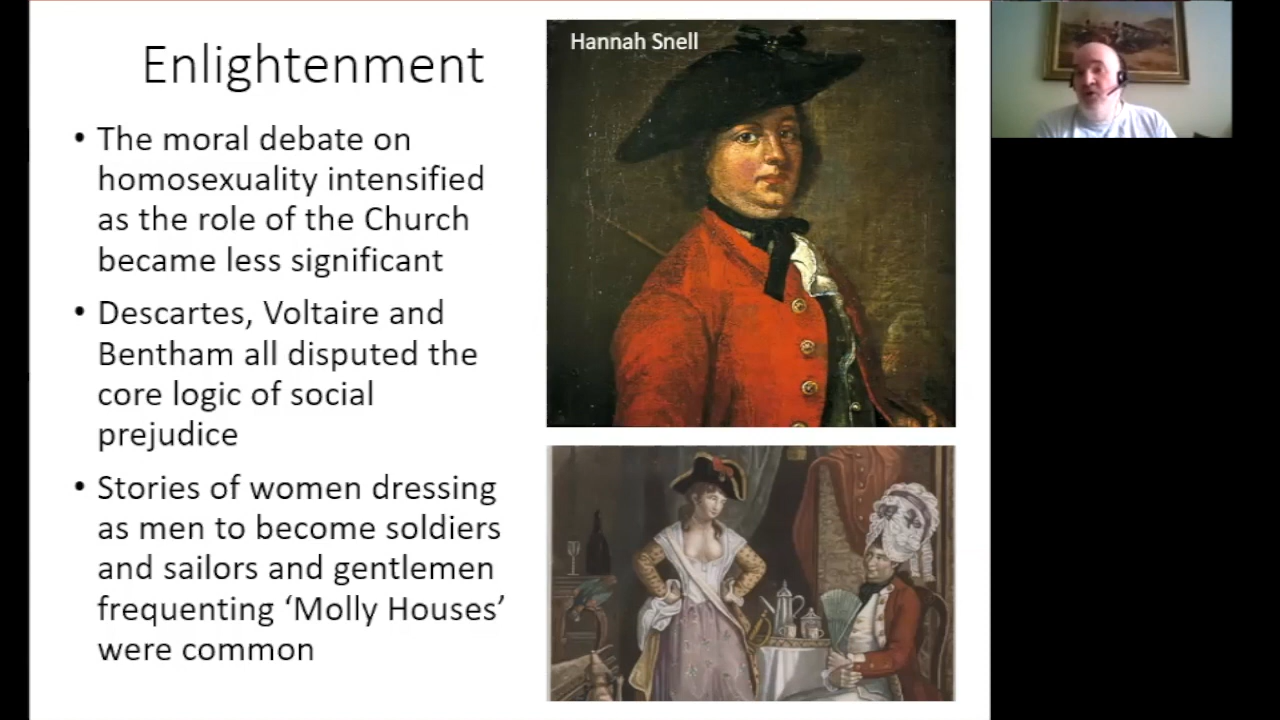 Enlightenment
• The moral debate on
homosexuality intensified
as the role of the Church
became less significant
• Descartes, Voltaire and
Bentham all disputed the
core logic of social
prejudice
• Stories of women dressing
as men to become soldiers
and sailors and gentlemen
frequenting ‘Molly Houses’
were common
Hannah Snell